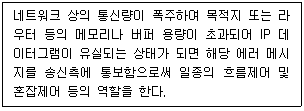 네트워크 상의 통신량이 폭주하여 목적지 또는 라
우터 등의 메모리나 버퍼 용량이 초과되어 IP 데
이터그램이 유실되는 상태가 되면 해당 에러 메시
지를 송신측에 통보함으로써 일종의 흐름제어 및
혼잡제어 등의 역할을 한다.